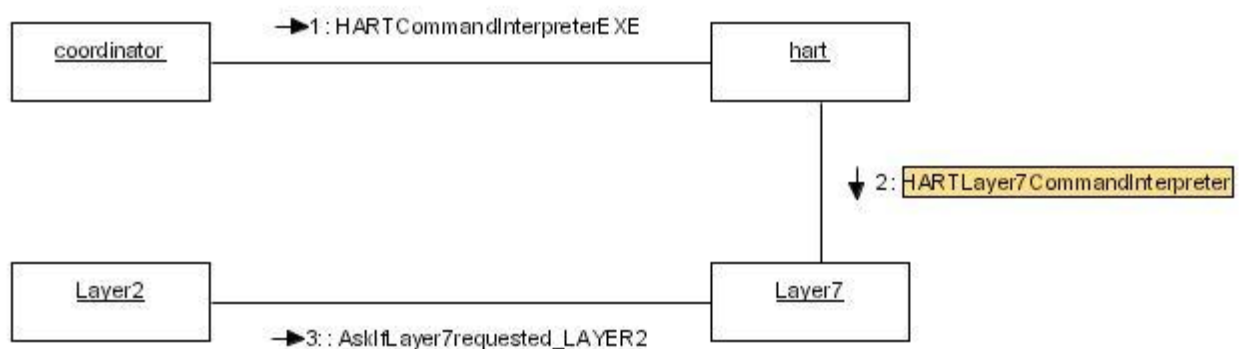 1: HARTCommandInterpreterEXE
coordinator
hart
2: HARTLayer7CommandInterpreter
Layer2
Layer7
3: : AskIfLayer7requested_LAYER2